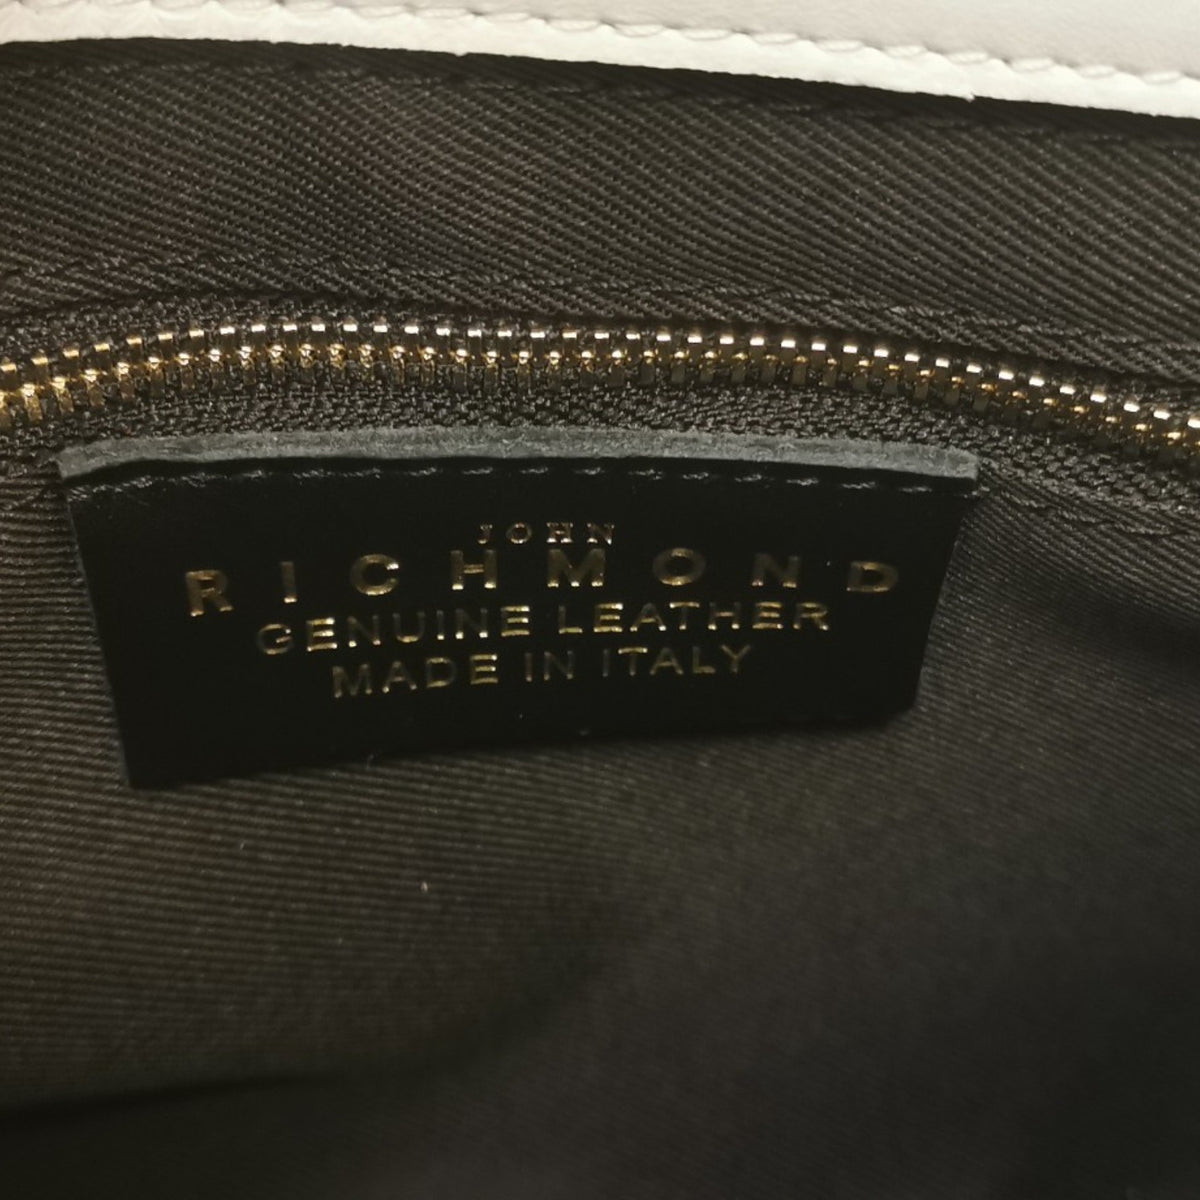 JOHN
RICHMOND
GENUINE LEATHER
MADE IN ITALY